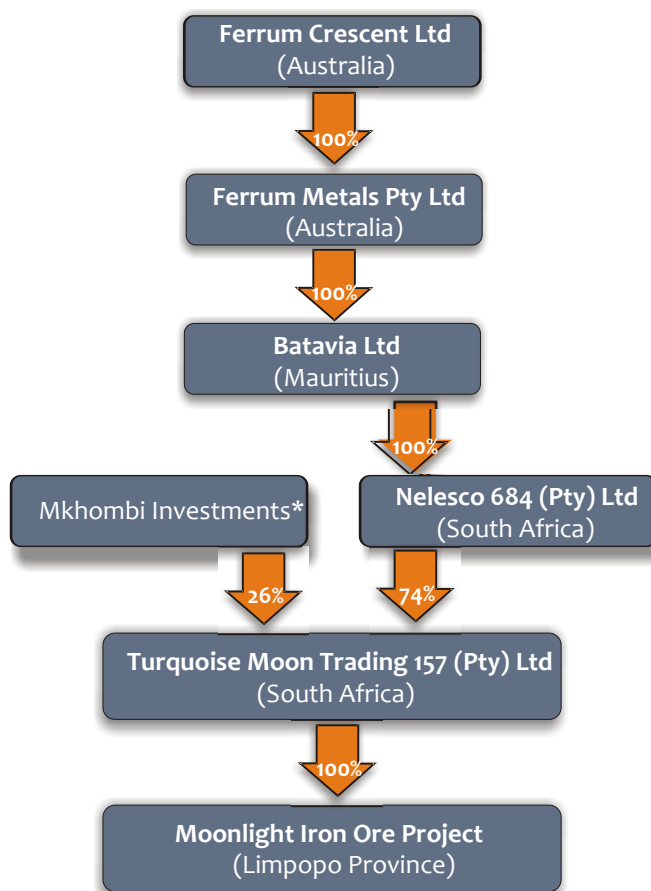 Ferrum Crescent Ltd
(Australia)
100%
Ferrum Metals Pty Ltd
(Australia)
100%
Batavia Ltd
(Mauritius)
100%
Mkhombi Investments*
Nelesco 684 (Pty) Ltd
(South Africa)
26%
74%
Turquoise Moon Trading 157 (Pty) Ltd
(South Africa)
100%
Moonlight Iron Ore Project
(Limpopo Province)